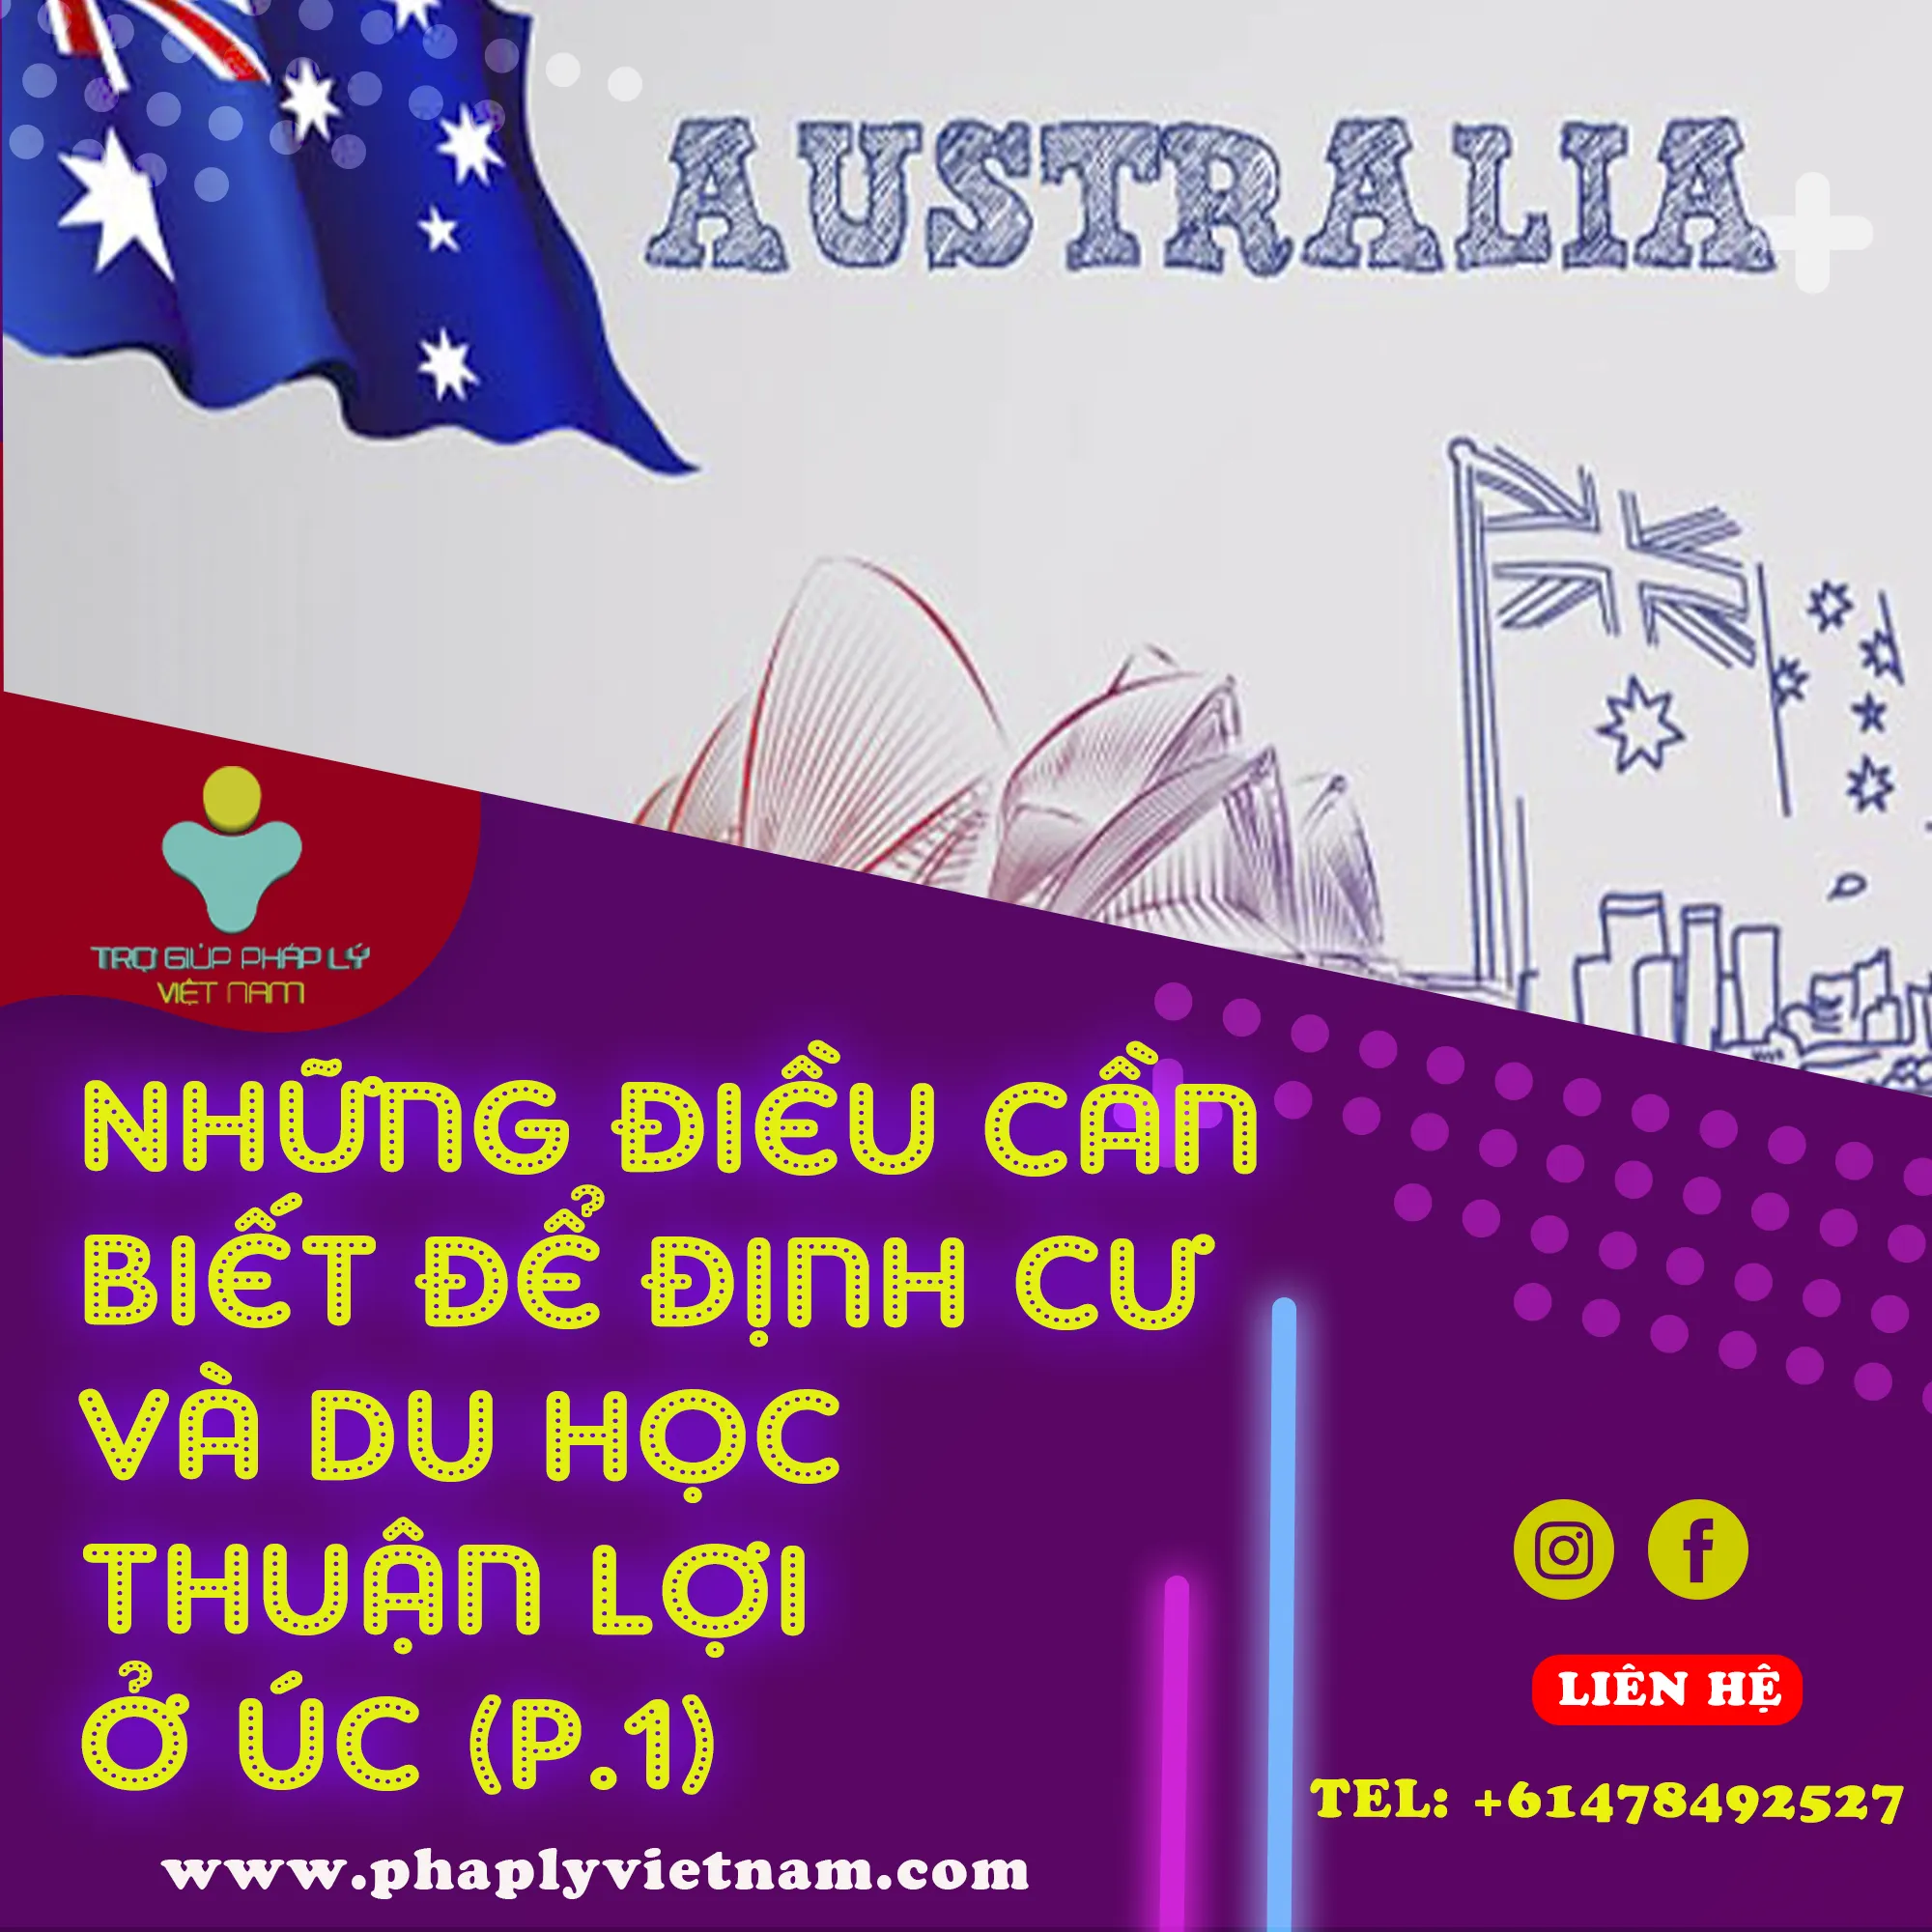 AUSTRALIA
TRỢ GIÚP PHÁP LÝ
VIỆT NAM
NHỮNG ĐIỀU CẦN
BIẾT ĐỂ ĐỊNH CƯ
VÀ DU HỌC
THUẬN LỢI
Ở ÚC (P.1)
LIÊN HỆ
TEL: +61478492527
www.phaplyvietnam.com